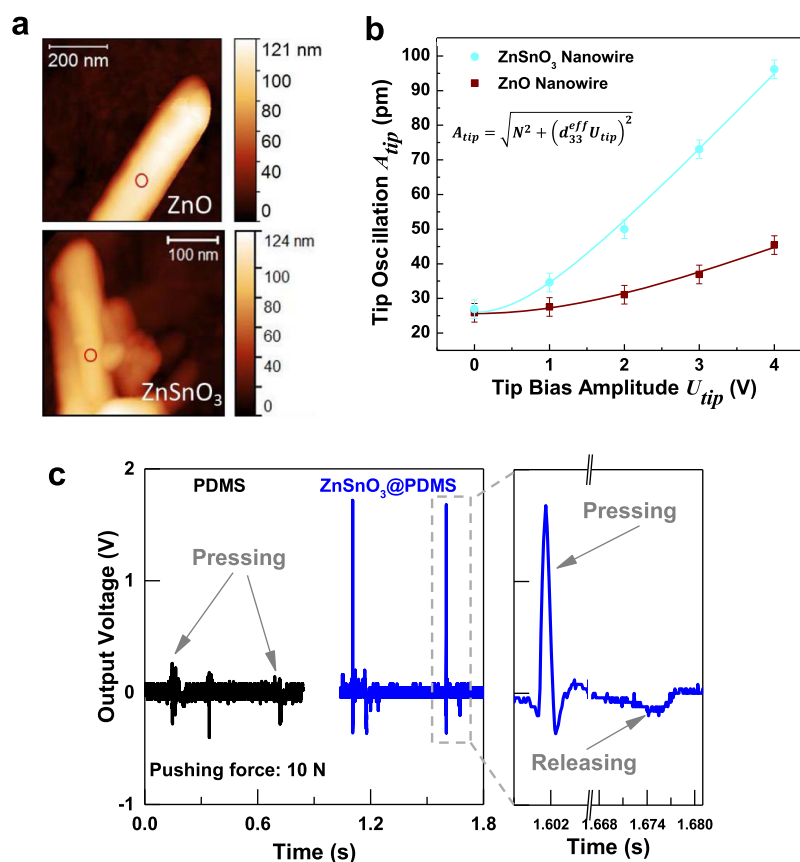 a
200 nm
ZnO
121 nm
100
80
60
40
20
0
100 nm
ZnSnO₃
124 nm
100
80
60
40
20
0
b
Tip Oscillation A_tip (pm)
100
90
80
70
60
50
40
30
20
ZnSnO₃ Nanowire
ZnO Nanowire
A_tip = √(N² + (d₃₃^eff U_tip)²)
0 1 2 3 4
Tip Bias Amplitude U_tip (V)
c
Output Voltage (V)
2
1
0
-1
PDMS
ZnSnO₃@PDMS
Pressing
Pushing force: 10 N
0.0 0.6 1.2 1.8
Time (s)
Pressing
Releasing
1.602 1.668 1.674 1.680
Time (s)